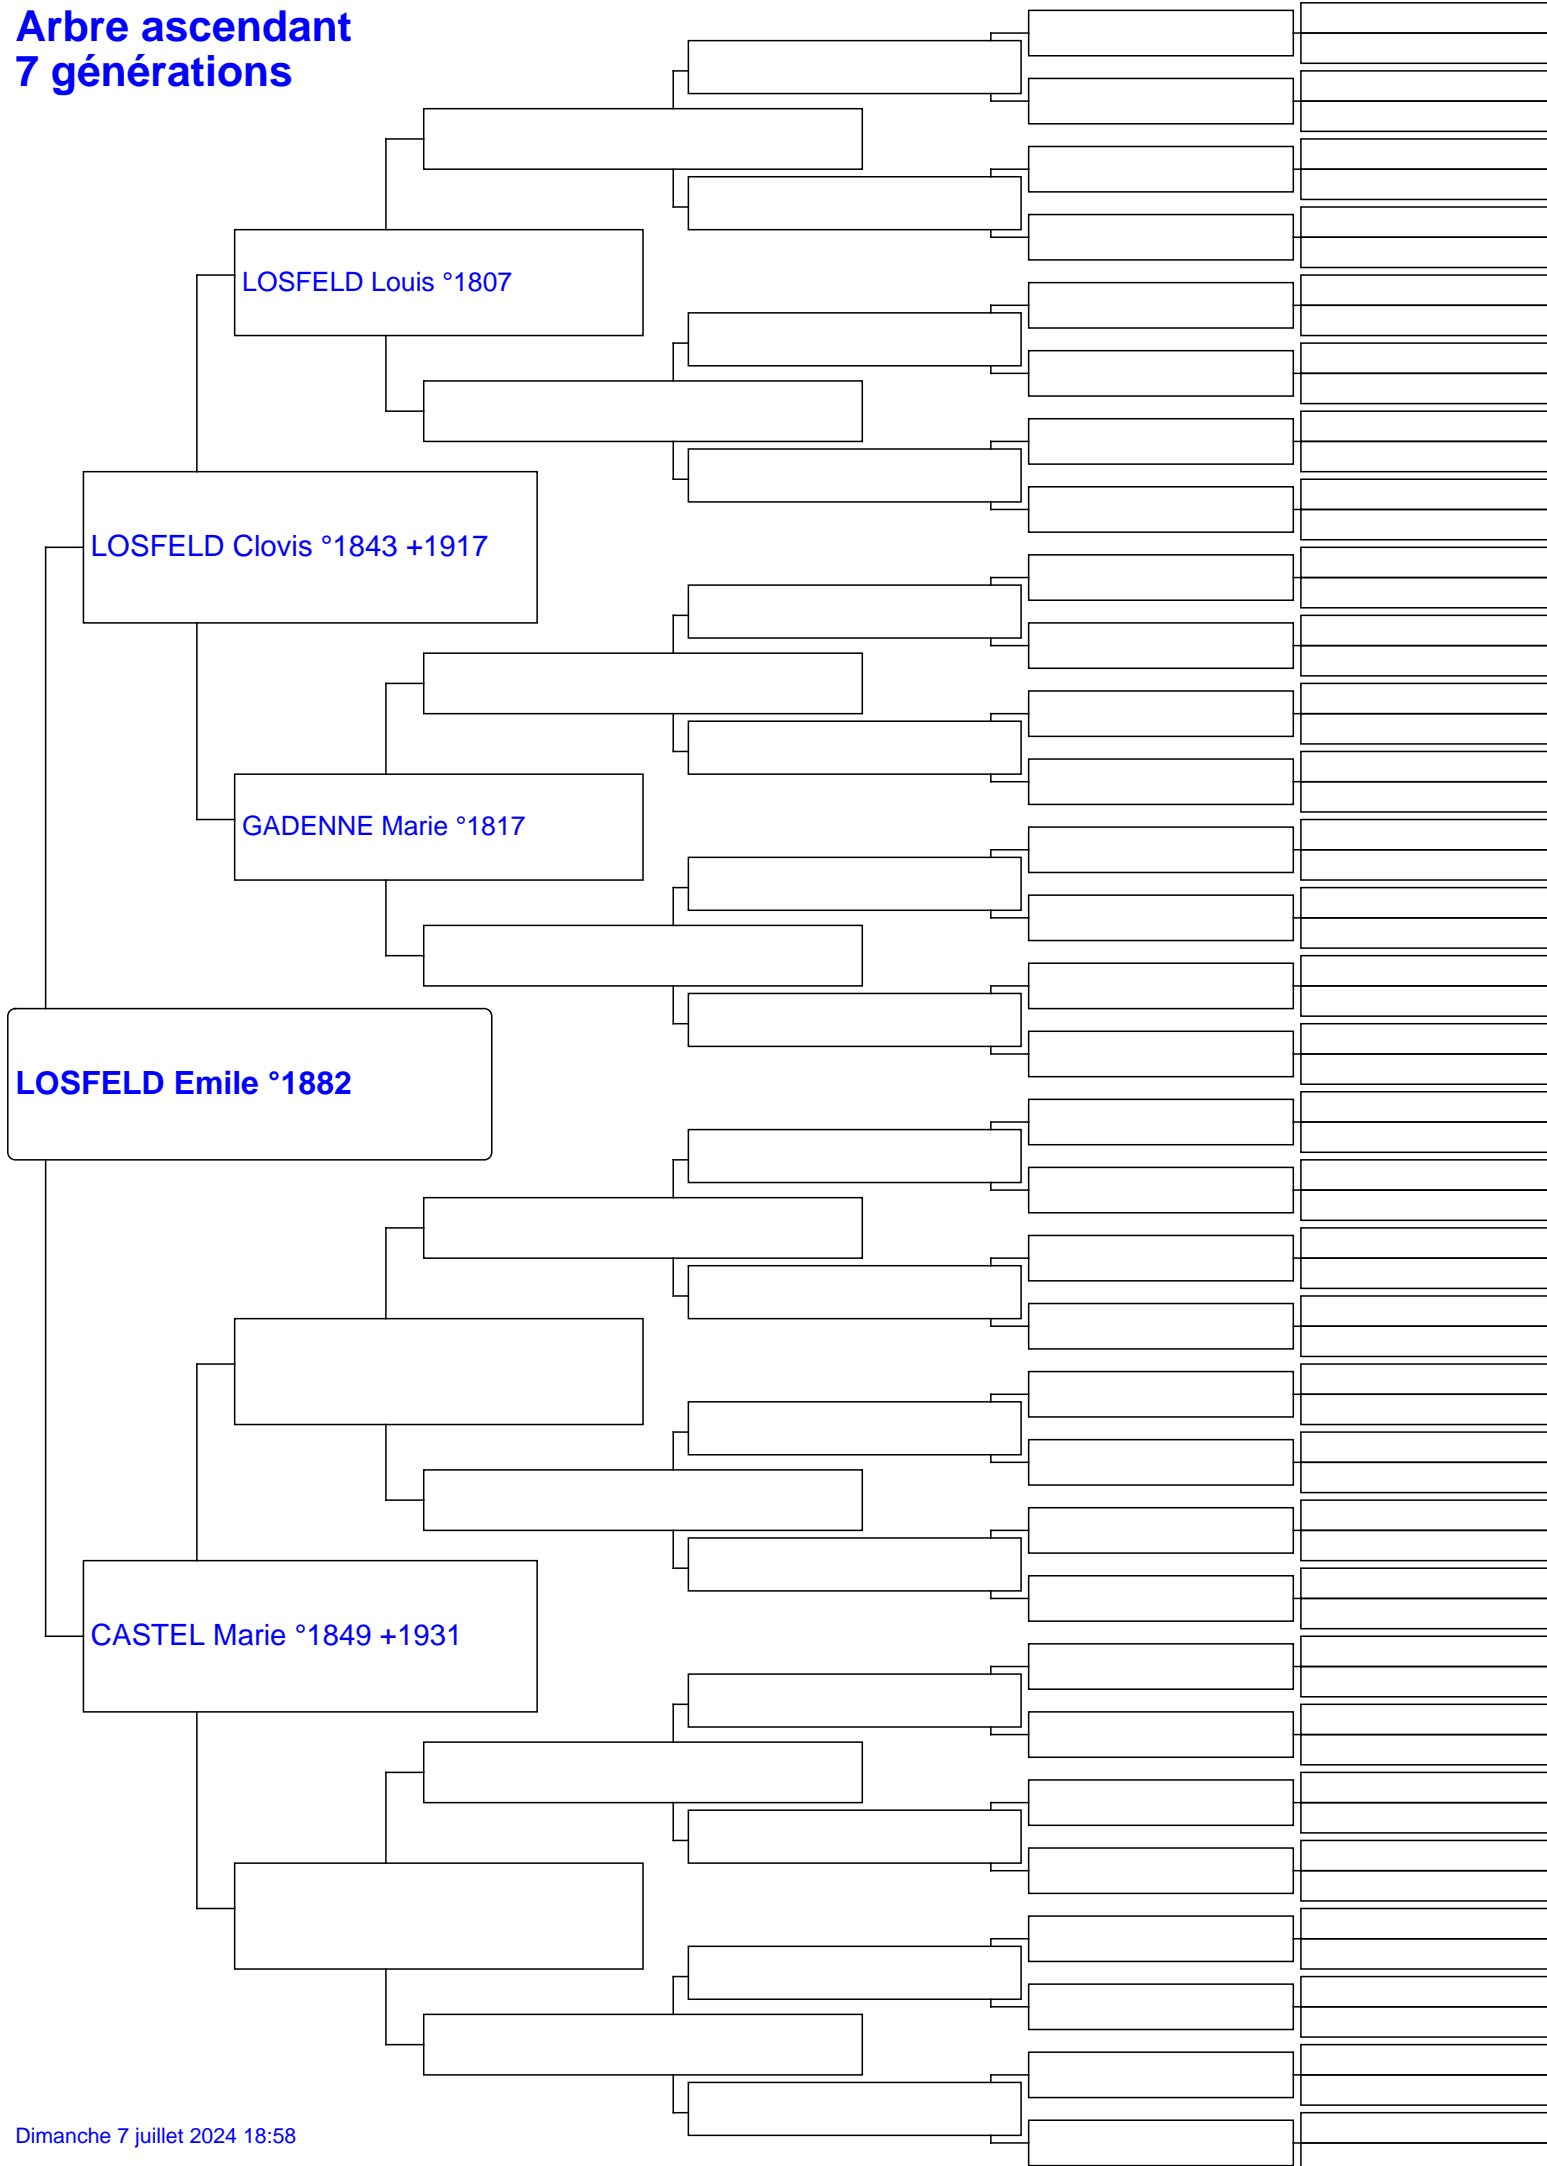 Arbre ascendant
7 générations
LOSFELD Louis °1807
LOSFELD Clovis °1843 +1917
GADENNE Marie °1817
LOSFELD Emile °1882
CASTEL Marie °1849 +1931
Dimanche 7 juillet 2024 18:58